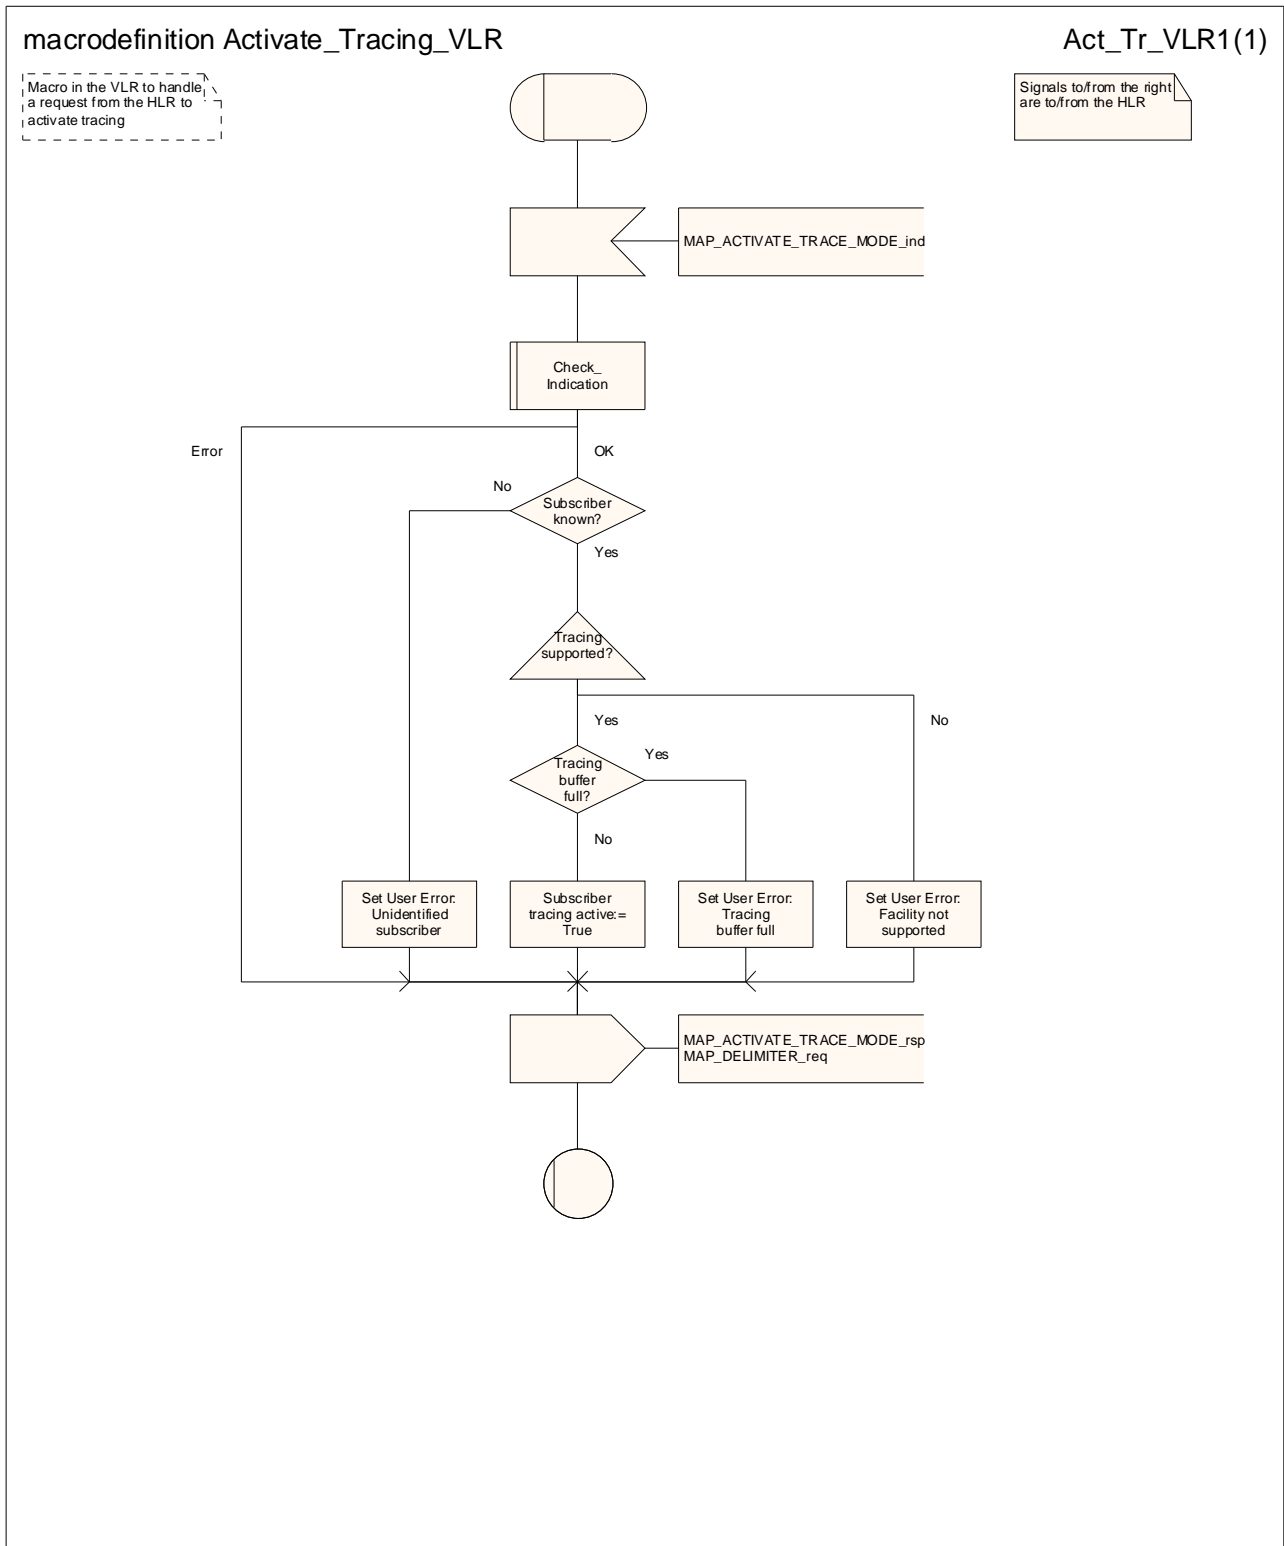 macrodefinition Activate_Tracing_VLR
Act_Tr_VLR1(1)
Macro in the VLR to handle
a request from the HLR to
activate tracing
Signals to/from the right
are to/from the HLR
MAP_ACTIVATE_TRACE_MODE_ind
Check_
Indication
Error
OK
No
Subscriber
known?
Yes
Tracing
supported?
Yes
No
Yes
Tracing
buffer
full?
No
Set User Error:
Unidentified
subscriber
Subscriber
tracing active:=
True
Set User Error:
Tracing
buffer full
Set User Error:
Facility not
supported
MAP_ACTIVATE_TRACE_MODE_rsp
MAP_DELIMITER_req